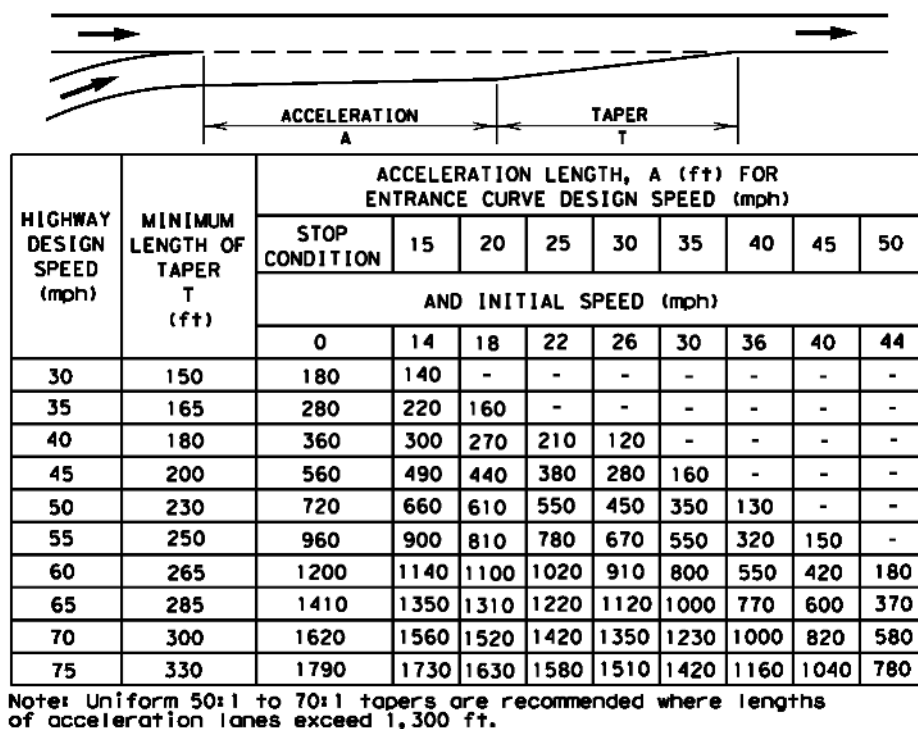 ACCELERATION TAPER
A T
ACCELERATION LENGTH, A (ft) FOR
ENTRANCE CURVE DESIGN SPEED (mph)
HIGHWAY
DESIGN
SPEED
(mph)
MINIMUM
LENGTH OF
TAPER
T
(ft)
STOP
CONDITION
15 20 25 30 35 40 45 50
AND INITIAL SPEED (mph)
0 14 18 22 26 30 36 40 44
30 150 180 140 - - - - - - -
35 165 280 220 160 - - - - - -
40 180 360 300 270 210 120 - - - -
45 200 560 490 440 380 280 160 - - -
50 230 720 660 610 550 450 350 130 - -
55 250 960 900 810 780 670 550 320 150 -
60 265 1200 1140 1100 1020 910 800 550 420 180
65 285 1410 1350 1310 1220 1120 1000 770 600 370
70 300 1620 1560 1520 1420 1350 1230 1000 820 580
75 330 1790 1730 1630 1580 1510 1420 1160 1040 780
Note: Uniform 50:1 to 70:1 tapers are recommended where lengths
of acceleration lanes exceed 1,300 ft.